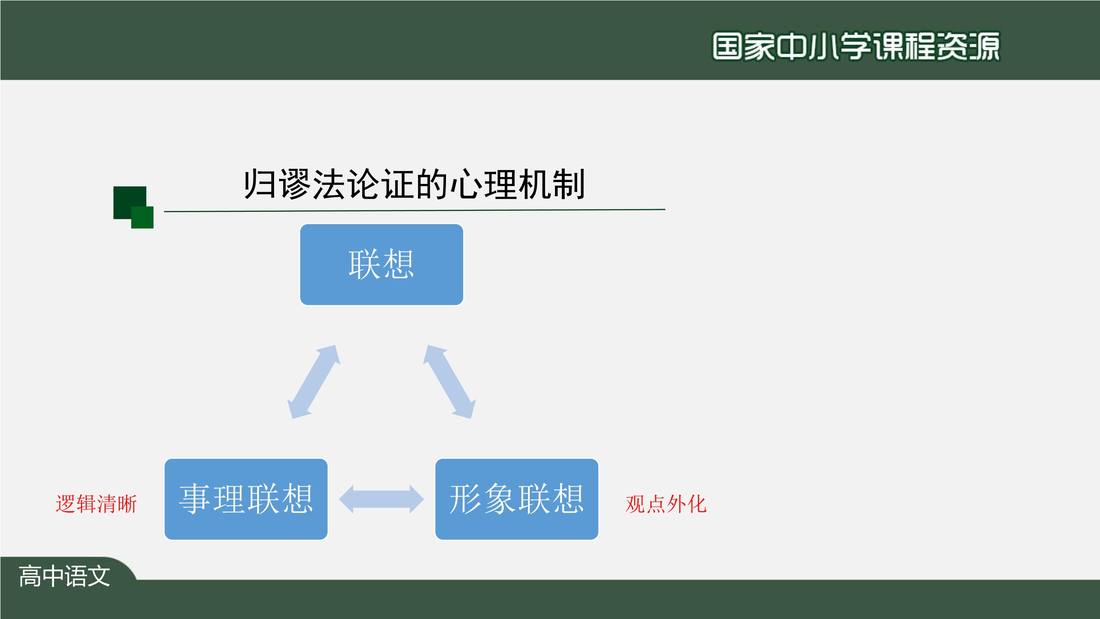 国家中小学课程资源
归谬法论证的心理机制
联想
逻辑清晰
事理联想
形象联想
观点外化
高中语文